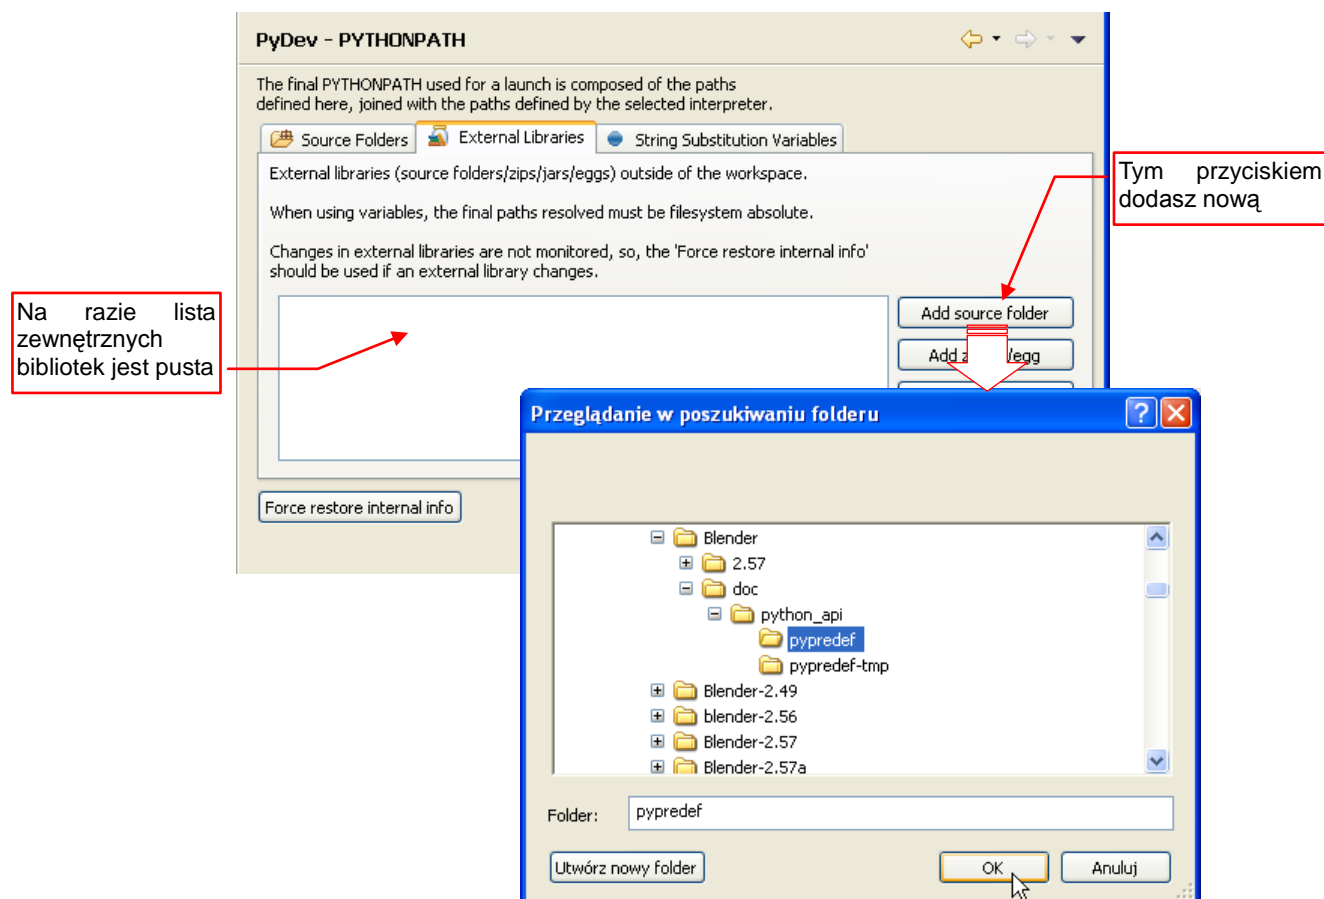 PyDev - PYTHONPATH
The final PYTHONPATH used for a launch is composed of the paths
defined here, joined with the paths defined by the selected interpreter.
Source Folders
External Libraries
String Substitution Variables
External libraries (source folders/zips/jars/eggs) outside of the workspace.
When using variables, the final paths resolved must be filesystem absolute.
Changes in external libraries are not monitored, so, the 'Force restore internal info'
should be used if an external library changes.
Tym przyciskiem
dodasz nową
Na razie lista
zewnętrznych
bibliotek jest pusta
Add source folder
Add
Force restore internal info
Przeglądanie w poszukiwaniu folderu
Blender
2.57
doc
python_api
pypredef
pypredef-tmp
Blender-2.49
blender-2.56
Blender-2.57
Blender-2.57a
Folder:
pypredef
Utwórz nowy folder
OK
Anuluj